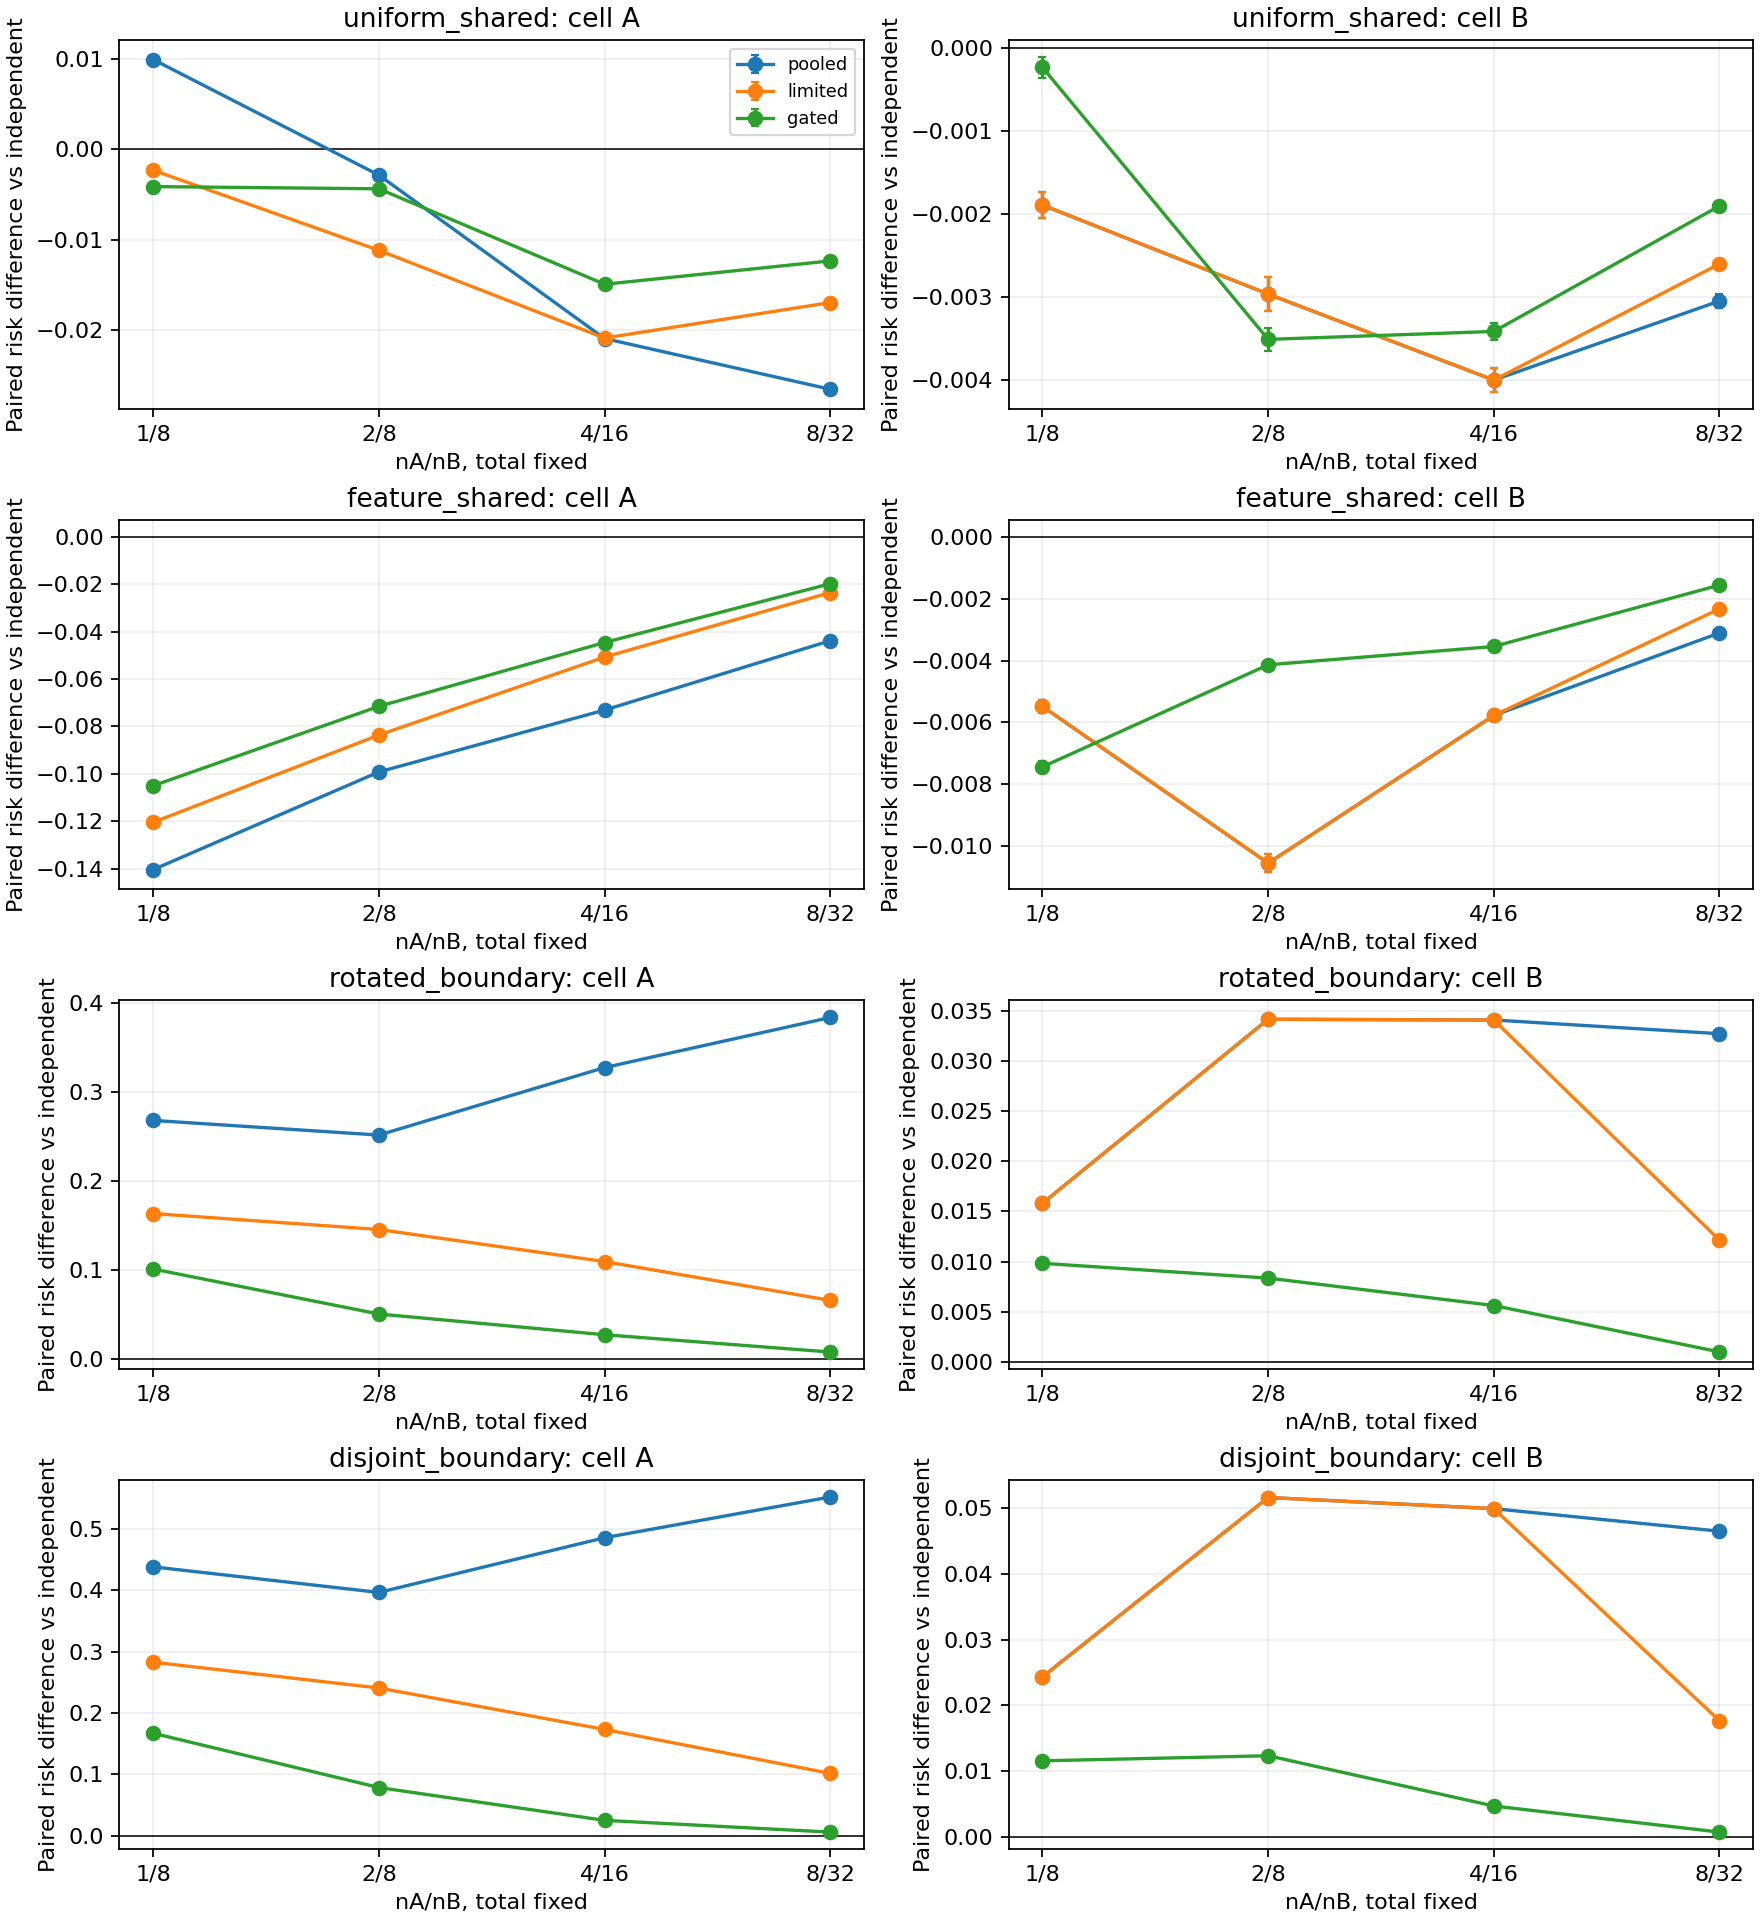 uniform_shared: cell A
Paired risk difference vs independent
0.01
0.00
−0.01
−0.02
pooled
limited
gated
1/8
2/8
4/16
8/32
nA/nB, total fixed
uniform_shared: cell B
Paired risk difference vs independent
0.000
−0.001
−0.002
−0.003
−0.004
1/8
2/8
4/16
8/32
nA/nB, total fixed
feature_shared: cell A
Paired risk difference vs independent
0.00
−0.02
−0.04
−0.06
−0.08
−0.10
−0.12
−0.14
1/8
2/8
4/16
8/32
nA/nB, total fixed
feature_shared: cell B
Paired risk difference vs independent
0.000
−0.002
−0.004
−0.006
−0.008
−0.010
1/8
2/8
4/16
8/32
nA/nB, total fixed
rotated_boundary: cell A
Paired risk difference vs independent
0.4
0.3
0.2
0.1
0.0
1/8
2/8
4/16
8/32
nA/nB, total fixed
rotated_boundary: cell B
Paired risk difference vs independent
0.035
0.030
0.025
0.020
0.015
0.010
0.005
0.000
1/8
2/8
4/16
8/32
nA/nB, total fixed
disjoint_boundary: cell A
Paired risk difference vs independent
0.5
0.4
0.3
0.2
0.1
0.0
1/8
2/8
4/16
8/32
nA/nB, total fixed
disjoint_boundary: cell B
Paired risk difference vs independent
0.05
0.04
0.03
0.02
0.01
0.00
1/8
2/8
4/16
8/32
nA/nB, total fixed